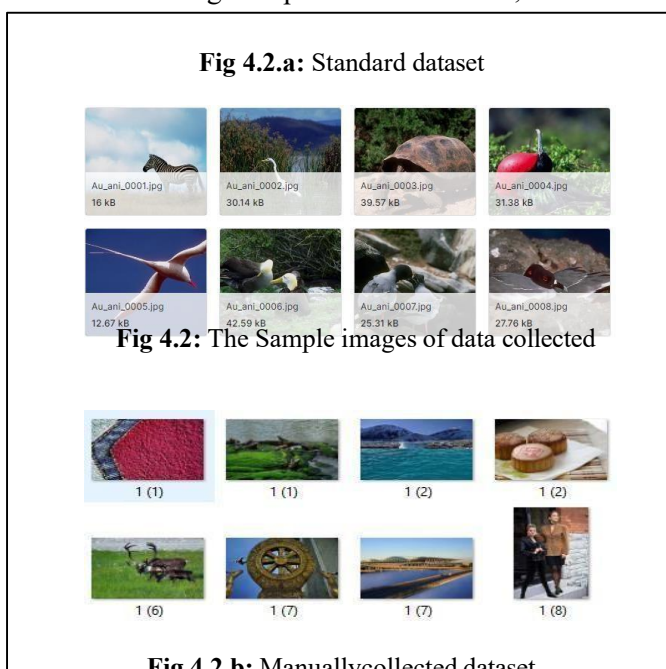 Fig 4.2.a: Standard dataset
Au_ani_0001.jpg Au_ani_0002.jpg Au_ani_0003.jpg Au_ani_0004.jpg
16 kB 30.14 kB 39.57 kB 31.38 kB
Au_ani_0005.jpg Au_ani_0006.jpg Au_ani_0007.jpg Au_ani_0008.jpg
12.67 kB 42.59 kB 25.31 kB 27.76 kB
Fig 4.2: The Sample images of data collected
1 (1) 1 (1) 1 (2) 1 (2)
1 (6) 1 (7) 1 (7) 1 (8)
Fig 4.2.b: Manuallycollected dataset